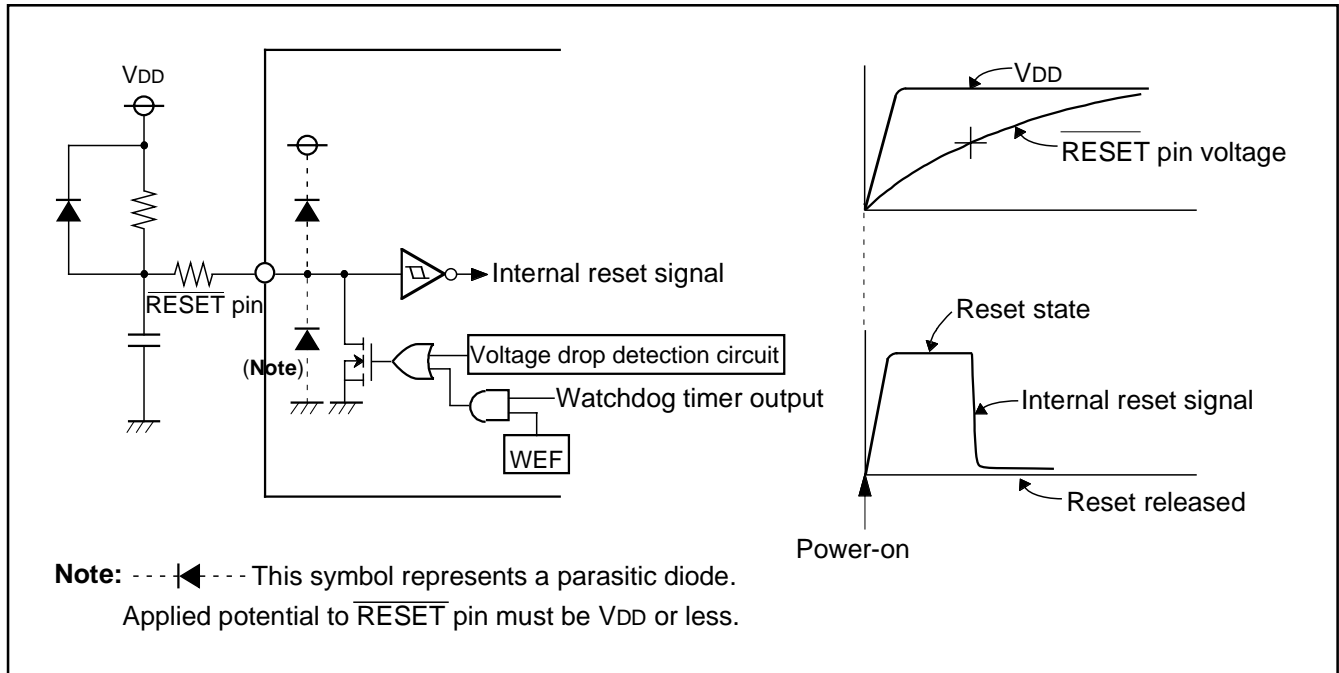 VDD
RESET pin
(Note)
Internal reset signal
Voltage drop detection circuit
Watchdog timer output
WEF
VDD
RESET pin voltage
Reset state
Internal reset signal
Reset released
Power-on
Note: This symbol represents a parasitic diode.
Applied potential to RESET pin must be VDD or less.